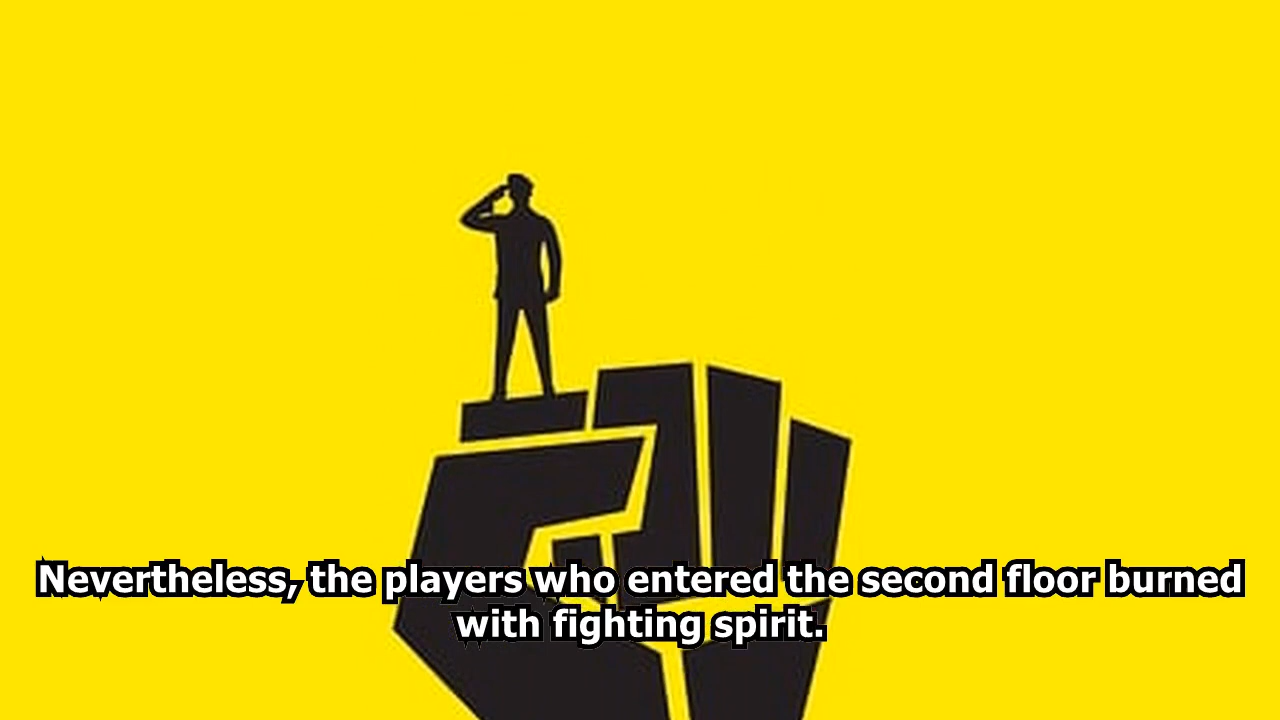 Nevertheless, the players who entered the second floor burned
with fighting spirit.